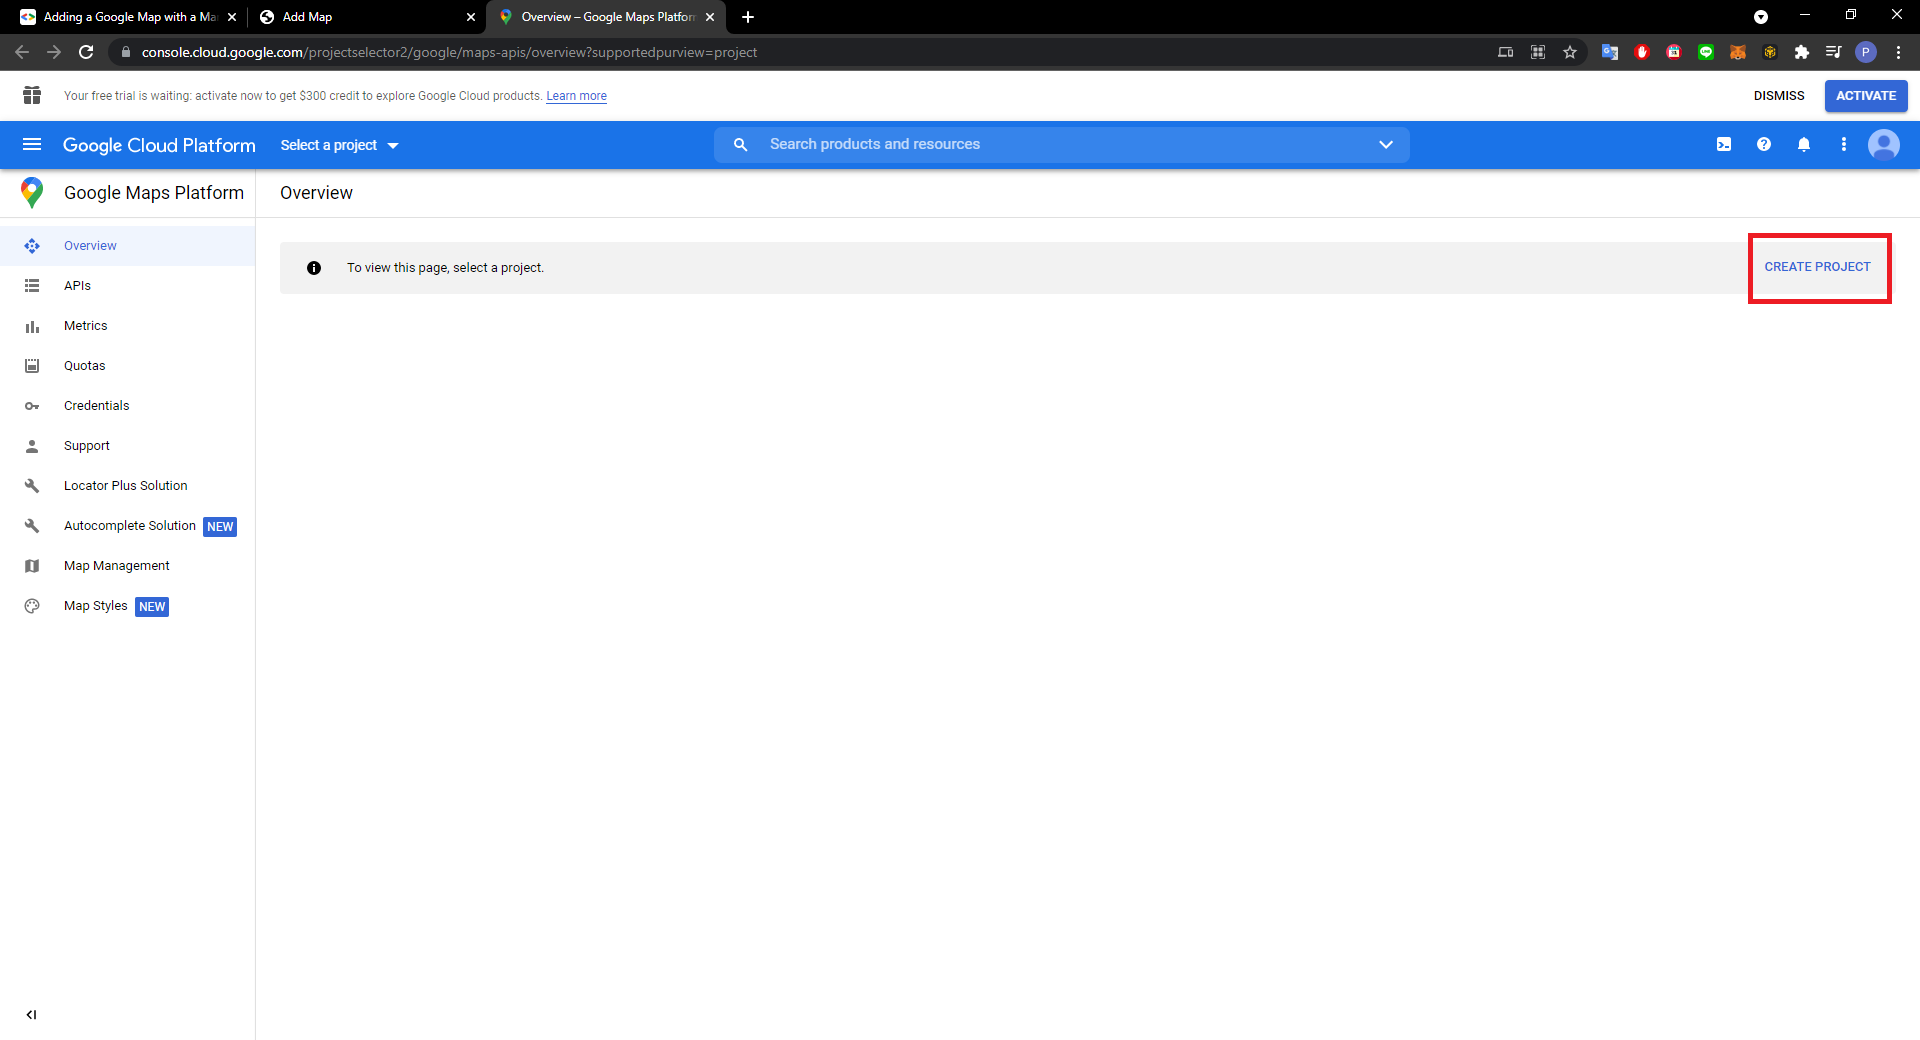 Adding a Google Map with a Mar
Add Map
Overview – Google Maps Platform
console.cloud.google.com/projectselector2/google/maps-apis/overview?supportedpurview=project
P
Your free trial is waiting: activate now to get $300 credit to explore Google Cloud products. Learn more
DISMISS
ACTIVATE
Google Cloud Platform
Select a project
Search products and resources
Google Maps Platform
Overview
Overview
To view this page, select a project.
CREATE PROJECT
APIs
Metrics
Quotas
Credentials
Support
Locator Plus Solution
Autocomplete Solution NEW
Map Management
Map Styles NEW